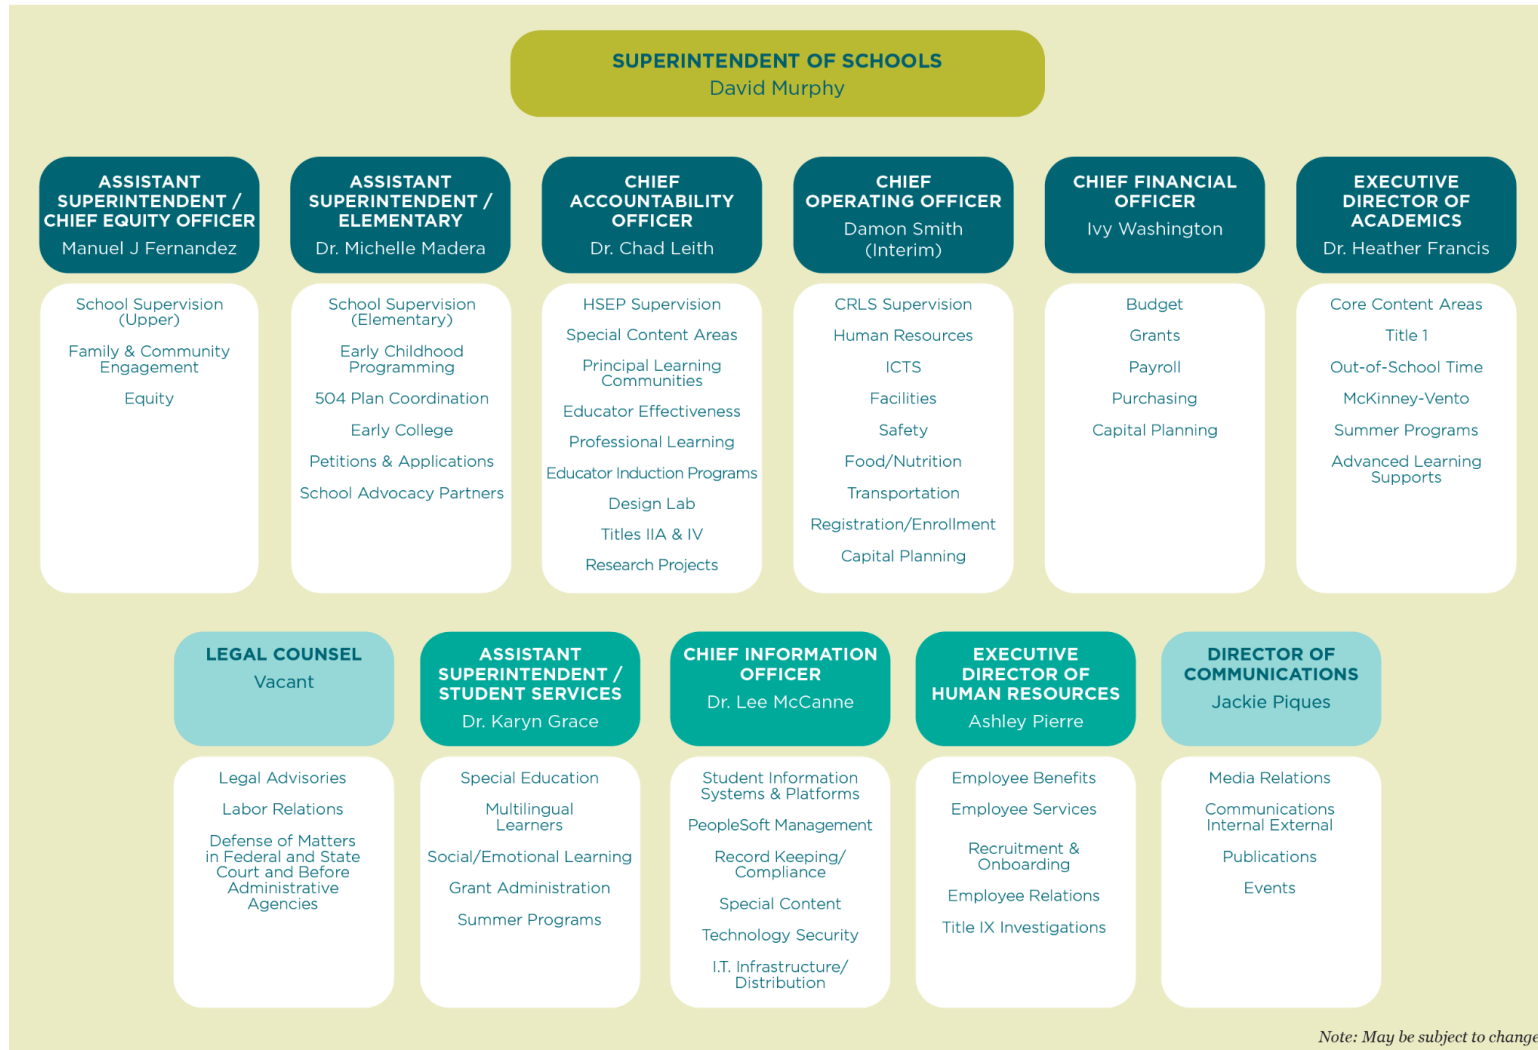 SUPERINTENDENT OF SCHOOLS
David Murphy
ASSISTANT
SUPERINTENDENT /
CHIEF EQUITY OFFICER
Manuel J Fernandez
School Supervision
(Upper)
Family & Community
Engagement
Equity
ASSISTANT
SUPERINTENDENT /
ELEMENTARY
Dr. Michelle Madera
School Supervision
(Elementary)
Early Childhood
Programming
504 Plan Coordination
Early College
Petitions & Applications
School Advocacy Partners
CHIEF
ACCOUNTABILITY
OFFICER
Dr. Chad Leith
HSEP Supervision
Special Content Areas
Principal Learning
Communities
Educator Effectiveness
Professional Learning
Educator Induction Programs
Design Lab
Titles IIA & IV
Research Projects
CHIEF
OPERATING OFFICER
Damon Smith
(Interim)
CRLS Supervision
Human Resources
ICTS
Facilities
Safety
Food/Nutrition
Transportation
Registration/Enrollment
Capital Planning
CHIEF FINANCIAL
OFFICER
Ivy Washington
Budget
Grants
Payroll
Purchasing
Capital Planning
EXECUTIVE
DIRECTOR OF
ACADEMICS
Dr. Heather Francis
Core Content Areas
Title 1
Out-of-School Time
McKinney-Vento
Summer Programs
Advanced Learning
Supports
LEGAL COUNSEL
Vacant
Legal Advisories
Labor Relations
Defense of Matters
in Federal and State
Court and Before
Administrative
Agencies
ASSISTANT
SUPERINTENDENT /
STUDENT SERVICES
Dr. Karyn Grace
Special Education
Multilingual
Learners
Social/Emotional Learning
Grant Administration
Summer Programs
CHIEF INFORMATION
OFFICER
Dr. Lee McCanne
Student Information
Systems & Platforms
PeopleSoft Management
Record Keeping/
Compliance
Special Content
Technology Security
I.T. Infrastructure/
Distribution
EXECUTIVE
DIRECTOR OF
HUMAN RESOURCES
Ashley Pierre
Employee Benefits
Employee Services
Recruitment &
Onboarding
Employee Relations
Title IX Investigations
DIRECTOR OF
COMMUNICATIONS
Jackie Piques
Media Relations
Communications
Internal External
Publications
Events
Note: May be subject to change